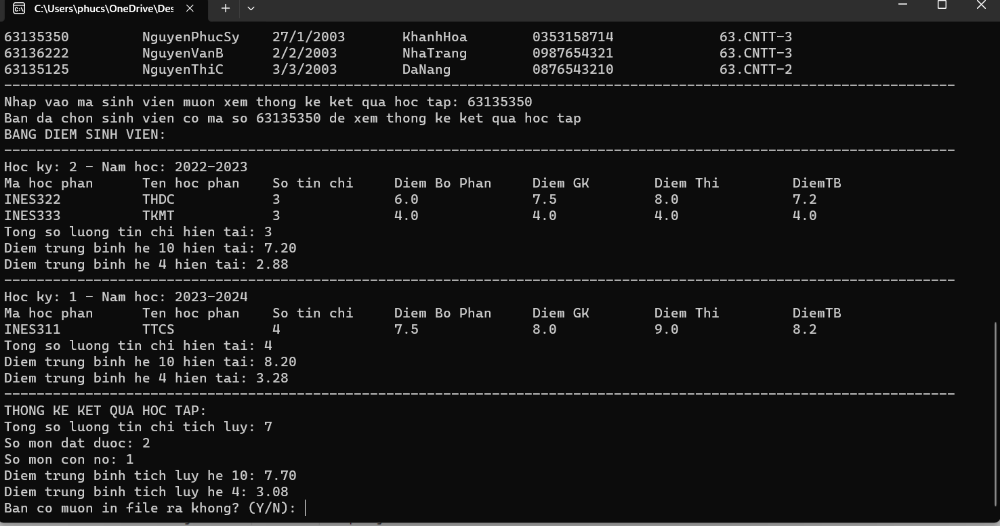 C:\Users\phucs\OneDrive\Des
63135350 NguyenPhucSy 27/1/2003 KhanhHoa 0353158714 63.CNTT-3
63136222 NguyenVanB 2/2/2003 NhaTrang 0987654321 63.CNTT-3
63135125 NguyenThiC 3/3/2003 DaNang 0876543210 63.CNTT-2
Nhap vao ma sinh vien muon xem thong ke ket qua hoc tap: 63135350
Ban da chon sinh vien co ma so 63135350 de xem thong ke ket qua hoc tap
BANG DIEM SINH VIEN:
Hoc ky: 2 - Nam hoc: 2022-2023
Ma hoc phan Ten hoc phan So tin chi Diem Bo Phan Diem GK Diem Thi DiemTB
INES322 THDC 3 6.0 7.5 8.0 7.2
INES333 TKMT 3 4.0 4.0 4.0 4.0
Tong so luong tin chi hien tai: 3
Diem trung binh he 10 hien tai: 7.20
Diem trung binh he 4 hien tai: 2.88
Hoc ky: 1 - Nam hoc: 2023-2024
Ma hoc phan Ten hoc phan So tin chi Diem Bo Phan Diem GK Diem Thi DiemTB
INES311 TTCS 4 7.5 8.0 9.0 8.2
Tong so luong tin chi hien tai: 4
Diem trung binh he 10 hien tai: 8.20
Diem trung binh he 4 hien tai: 3.28
THONG KE KET QUA HOC TAP:
Tong so luong tin chi tich luy: 7
So mon dat duoc: 2
So mon con no: 1
Diem trung binh tich luy he 10: 7.70
Diem trung binh tich luy he 4: 3.08
Ban co muon in file ra khong? (Y/N):